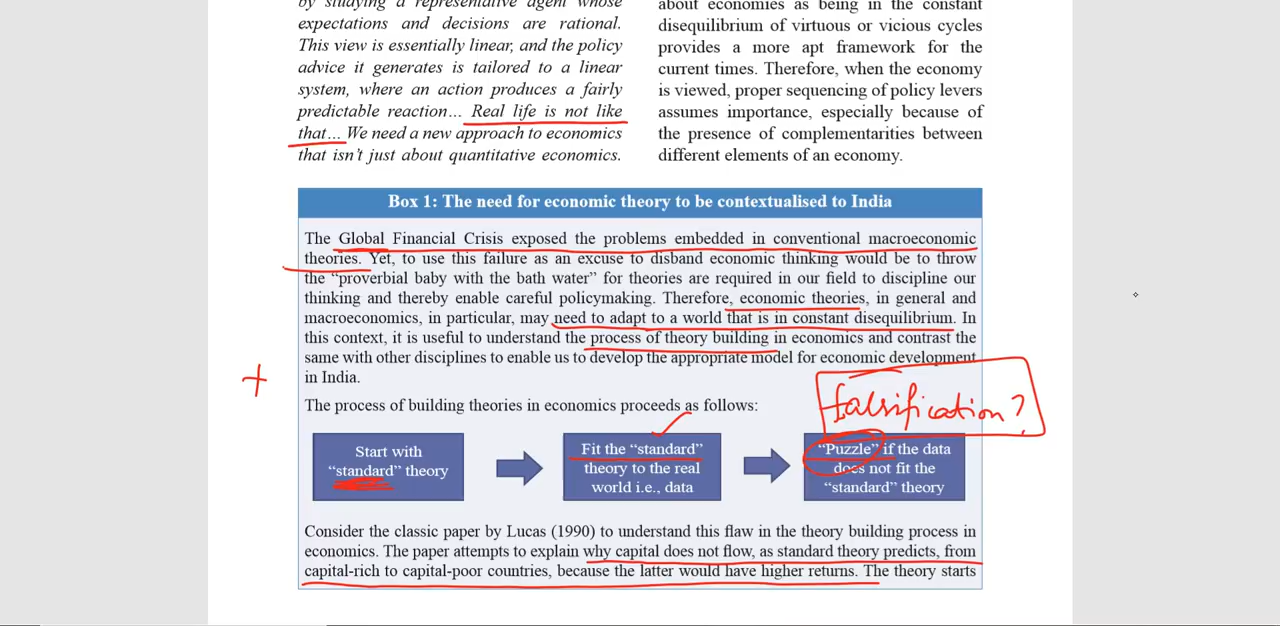 by studying a representative agent whose
expectations and decisions are rational.
This view is essentially linear, and the policy
advice it generates is tailored to a linear
system, where an action produces a fairly
predictable reaction… Real life is not like
that… We need a new approach to economics
that isn't just about quantitative economics.
about economies as being in the constant
disequilibrium of virtuous or vicious cycles
provides a more apt framework for the
current times. Therefore, when the economy
is viewed, proper sequencing of policy levers
assumes importance, especially because of
the presence of complementarities between
different elements of an economy.
Box 1: The need for economic theory to be contextualised to India
The Global Financial Crisis exposed the problems embedded in conventional macroeconomic
theories. Yet, to use this failure as an excuse to disband economic thinking would be to throw
the "proverbial baby with the bath water" for theories are required in our field to discipline our
thinking and thereby enable careful policymaking. Therefore, economic theories, in general and
macroeconomics, in particular, may need to adapt to a world that is in constant disequilibrium. In
this context, it is useful to understand the process of theory building in economics and contrast the
same with other disciplines to enable us to develop the appropriate model for economic development
in India.
+
falsification?
The process of building theories in economics proceeds as follows:
Start with
"standard" theory
Fit the "standard"
theory to the real
world i.e., data
"Puzzle" if the data
does not fit the
"standard" theory
Consider the classic paper by Lucas (1990) to understand this flaw in the theory building process in
economics. The paper attempts to explain why capital does not flow, as standard theory predicts, from
capital-rich to capital-poor countries, because the latter would have higher returns. The theory starts